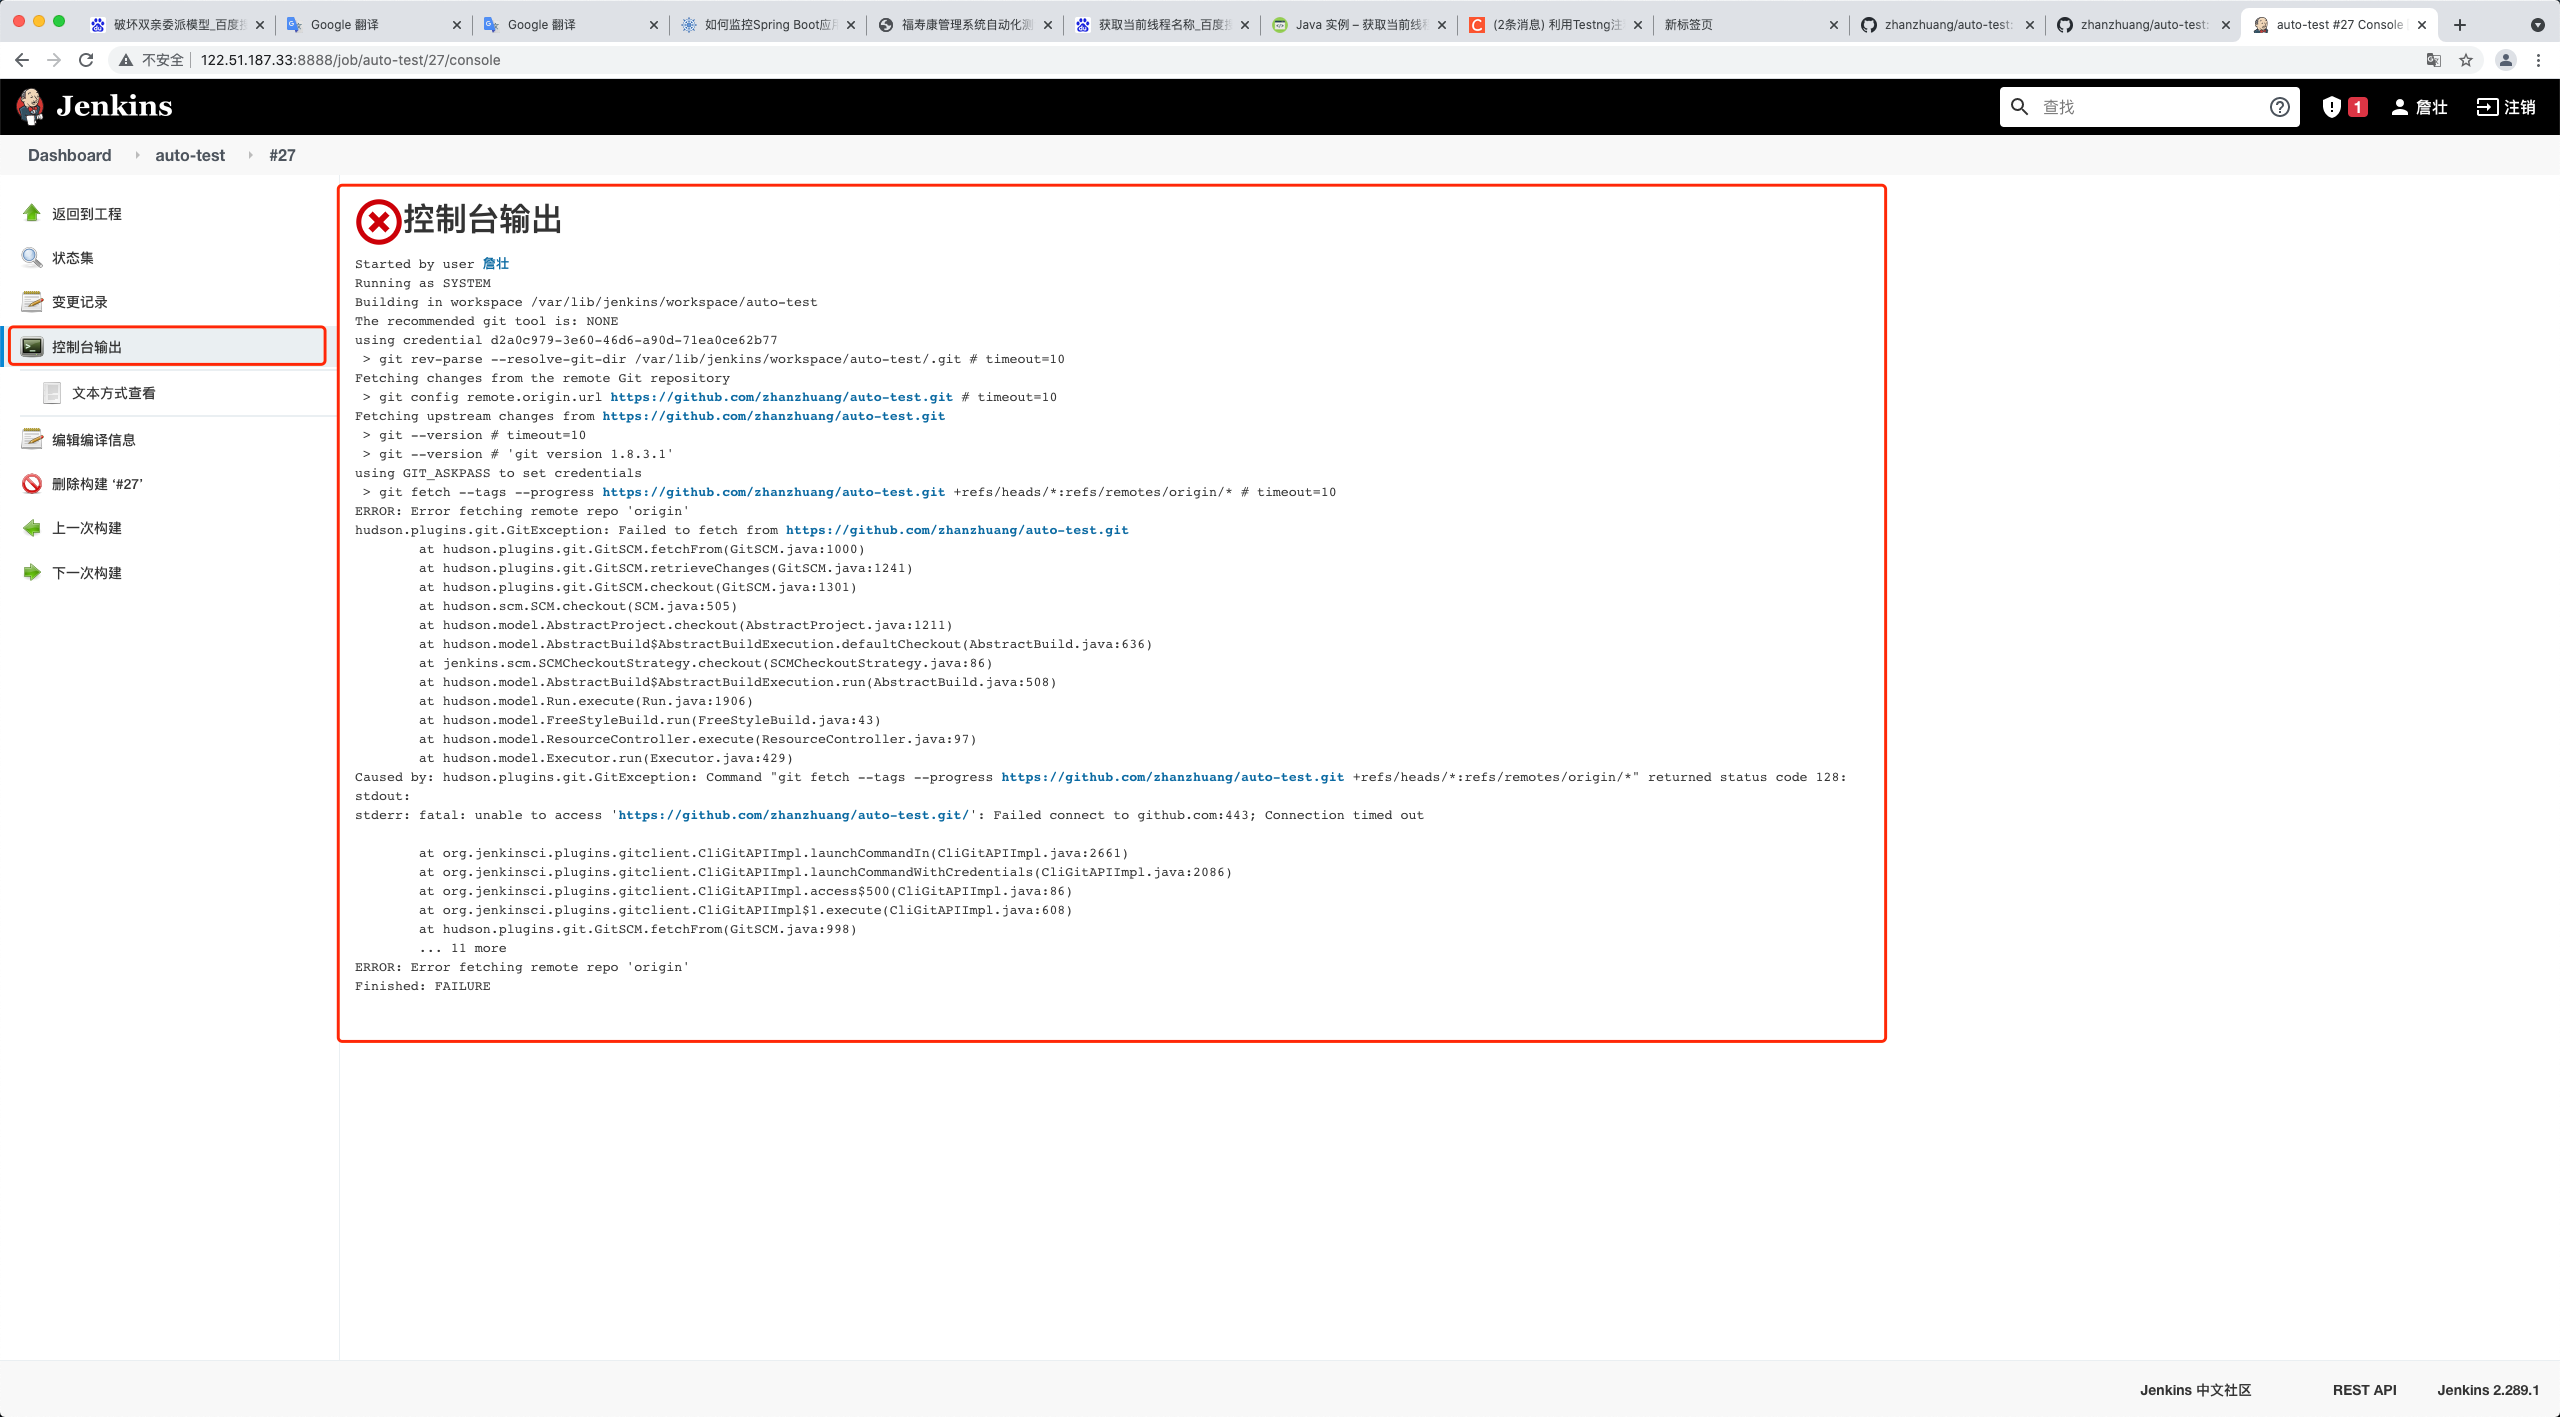 破坏双亲委派模型_百度搜
Google 翻译
Google 翻译
如何监控Spring Boot应用
福寿康管理系统自动化测
获取当前线程名称_百度搜
Java 实例 – 获取当前线程
(2条消息) 利用Testng注
新标签页
zhanzhuang/auto-test:
zhanzhuang/auto-test:
auto-test #27 Console
不安全 122.51.187.33:8888/job/auto-test/27/console
Jenkins
查找
1
詹壮
注销
Dashboard
auto-test
#27
返回到工程
状态集
变更记录
控制台输出
文本方式查看
编辑编译信息
删除构建 ‘#27’
上一次构建
下一次构建
控制台输出
Started by user 詹壮
Running as SYSTEM
Building in workspace /var/lib/jenkins/workspace/auto-test
The recommended git tool is: NONE
using credential d2a0c979-3e60-46d6-a90d-71ea0ce62b77
 > git rev-parse --resolve-git-dir /var/lib/jenkins/workspace/auto-test/.git # timeout=10
Fetching changes from the remote Git repository
 > git config remote.origin.url https://github.com/zhanzhuang/auto-test.git # timeout=10
Fetching upstream changes from https://github.com/zhanzhuang/auto-test.git
 > git --version # timeout=10
 > git --version # 'git version 1.8.3.1'
using GIT_ASKPASS to set credentials
 > git fetch --tags --progress https://github.com/zhanzhuang/auto-test.git +refs/heads/*:refs/remotes/origin/* # timeout=10
ERROR: Error fetching remote repo 'origin'
hudson.plugins.git.GitException: Failed to fetch from https://github.com/zhanzhuang/auto-test.git
at hudson.plugins.git.GitSCM.fetchFrom(GitSCM.java:1000)
at hudson.plugins.git.GitSCM.retrieveChanges(GitSCM.java:1241)
at hudson.plugins.git.GitSCM.checkout(GitSCM.java:1301)
at hudson.scm.SCM.checkout(SCM.java:505)
at hudson.model.AbstractProject.checkout(AbstractProject.java:1211)
at hudson.model.AbstractBuild$AbstractBuildExecution.defaultCheckout(AbstractBuild.java:636)
at jenkins.scm.SCMCheckoutStrategy.checkout(SCMCheckoutStrategy.java:86)
at hudson.model.AbstractBuild$AbstractBuildExecution.run(AbstractBuild.java:508)
at hudson.model.Run.execute(Run.java:1906)
at hudson.model.FreeStyleBuild.run(FreeStyleBuild.java:43)
at hudson.model.ResourceController.execute(ResourceController.java:97)
at hudson.model.Executor.run(Executor.java:429)
Caused by: hudson.plugins.git.GitException: Command "git fetch --tags --progress https://github.com/zhanzhuang/auto-test.git +refs/heads/*:refs/remotes/origin/*" returned status code 128:
stdout:
stderr: fatal: unable to access 'https://github.com/zhanzhuang/auto-test.git/': Failed connect to github.com:443; Connection timed out
at org.jenkinsci.plugins.gitclient.CliGitAPIImpl.launchCommandIn(CliGitAPIImpl.java:2661)
at org.jenkinsci.plugins.gitclient.CliGitAPIImpl.launchCommandWithCredentials(CliGitAPIImpl.java:2086)
at org.jenkinsci.plugins.gitclient.CliGitAPIImpl.access$500(CliGitAPIImpl.java:86)
at org.jenkinsci.plugins.gitclient.CliGitAPIImpl$1.execute(CliGitAPIImpl.java:608)
at hudson.plugins.git.GitSCM.fetchFrom(GitSCM.java:998)
... 11 more
ERROR: Error fetching remote repo 'origin'
Finished: FAILURE
Jenkins 中文社区
REST API
Jenkins 2.289.1